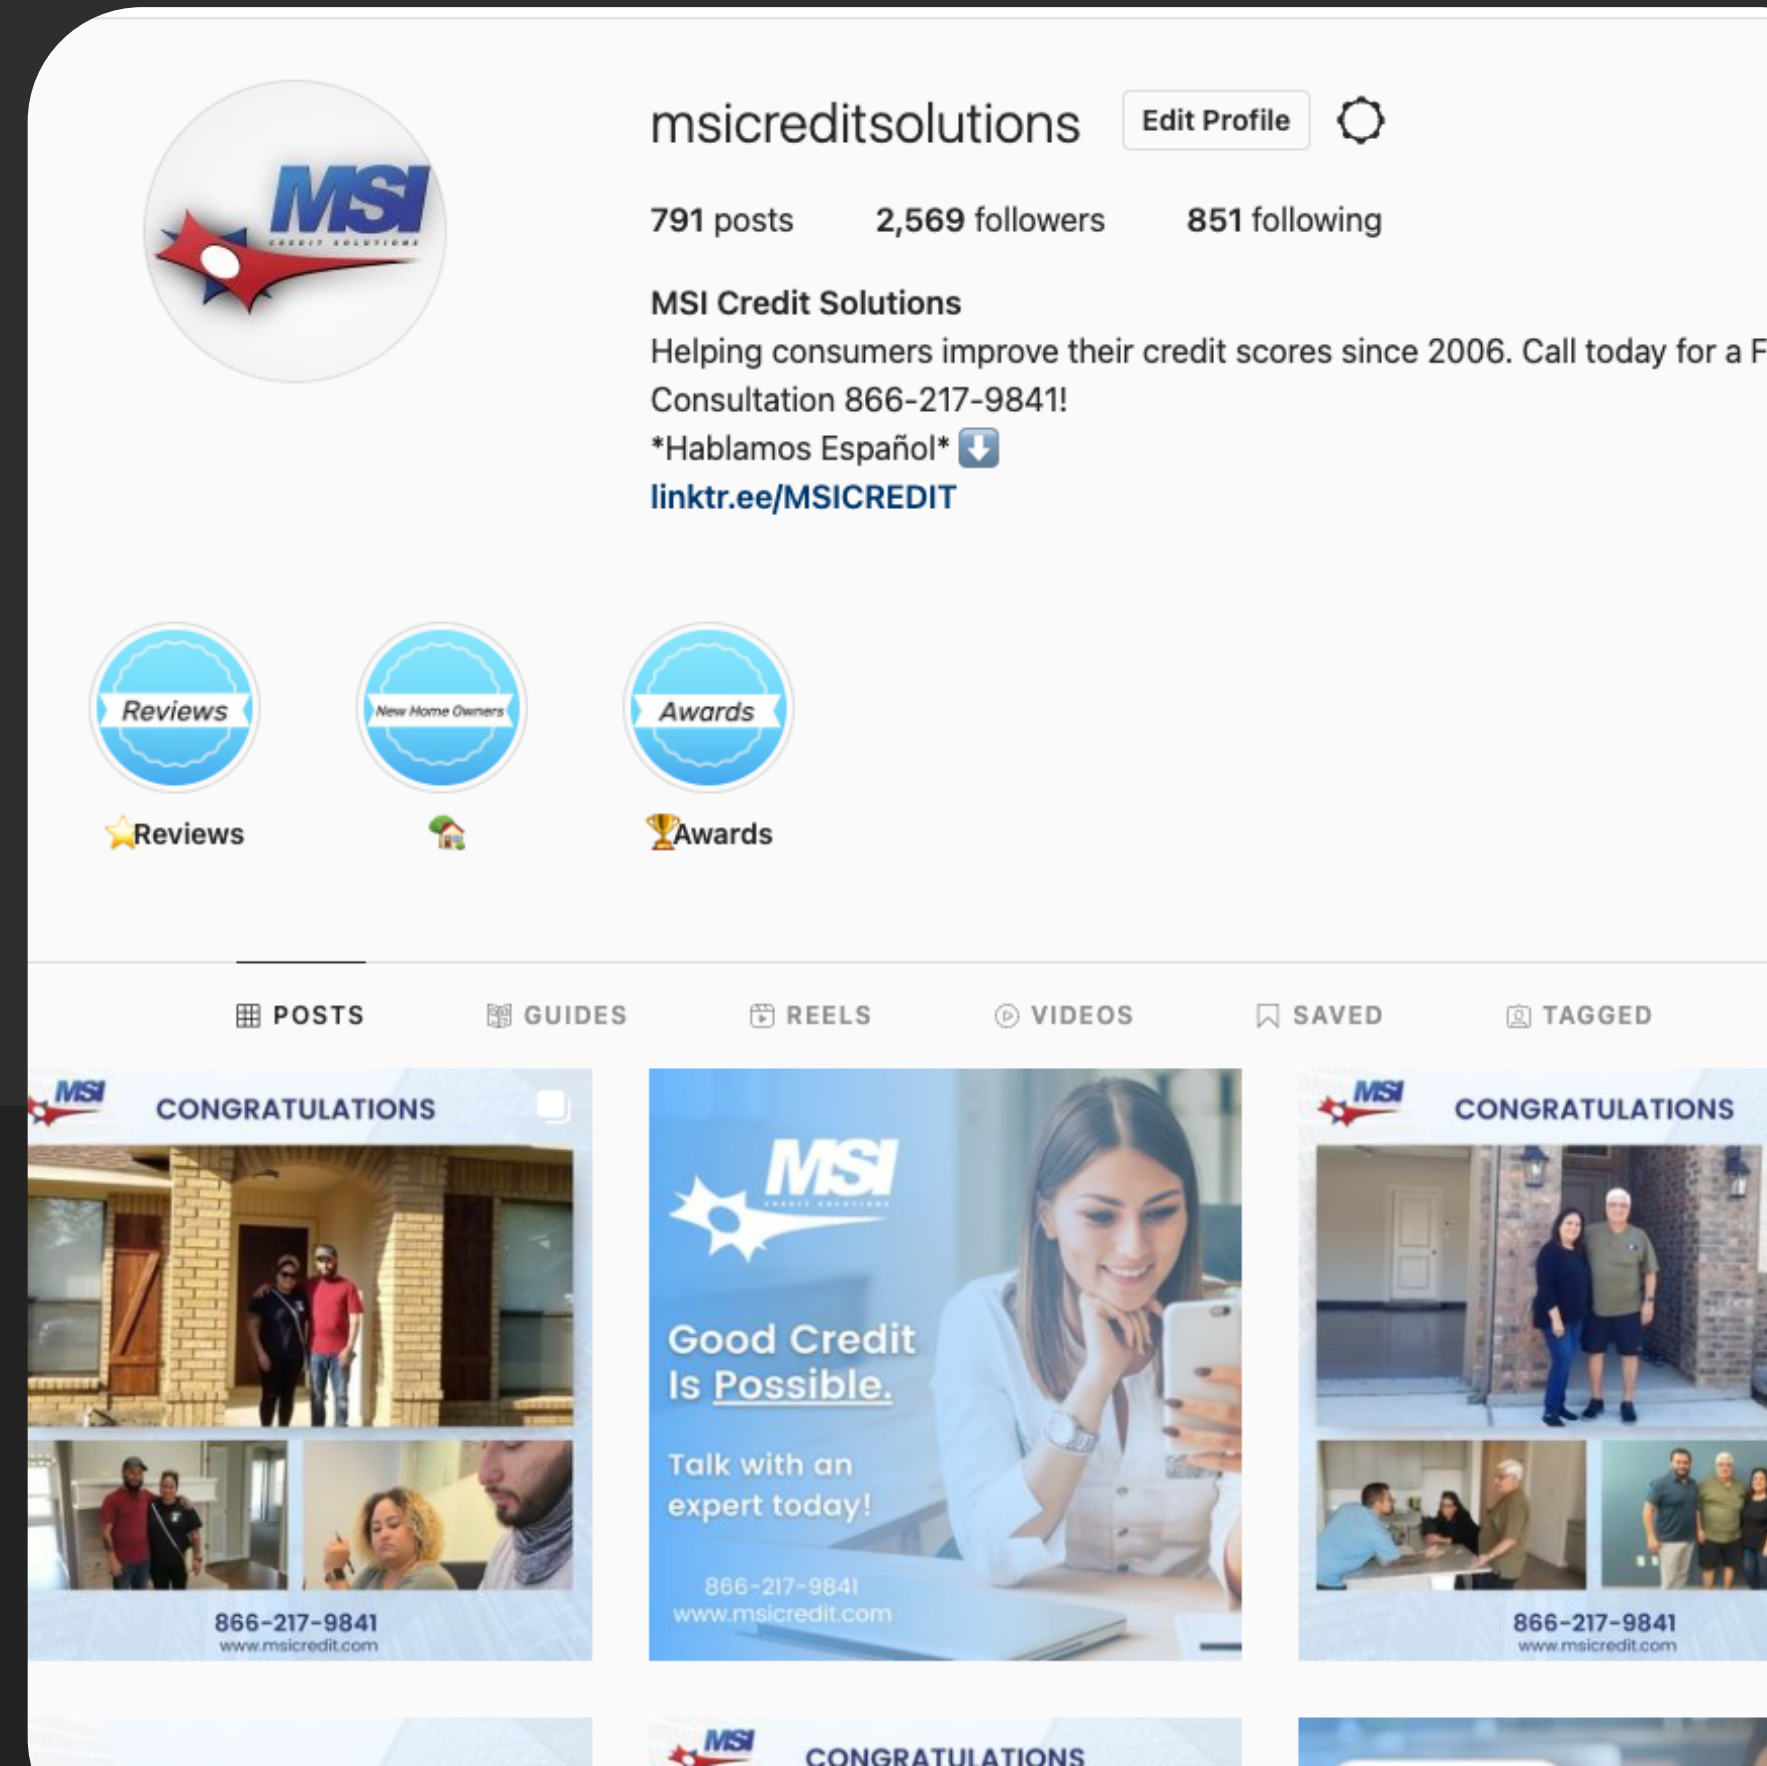 MSI
CREDIT SOLUTIONS
msicreditsolutions
Edit Profile
791 posts 2,569 followers 851 following
MSI Credit Solutions
Helping consumers improve their credit scores since 2006. Call today for a F
Consultation 866-217-9841!
*Hablamos Español*
linktr.ee/MSICREDIT
Reviews
New Home Owners
Awards
Reviews
Awards
POSTS GUIDES REELS VIDEOS SAVED TAGGED
MSI
CONGRATULATIONS
866-217-9841
www.msicredit.com
MSI
CREDIT SOLUTIONS
Good Credit
Is Possible.
Talk with an
expert today!
866-217-9841
www.msicredit.com
MSI
CONGRATULATIONS
866-217-9841
www.msicredit.com
MSI
CONGRATULATIONS